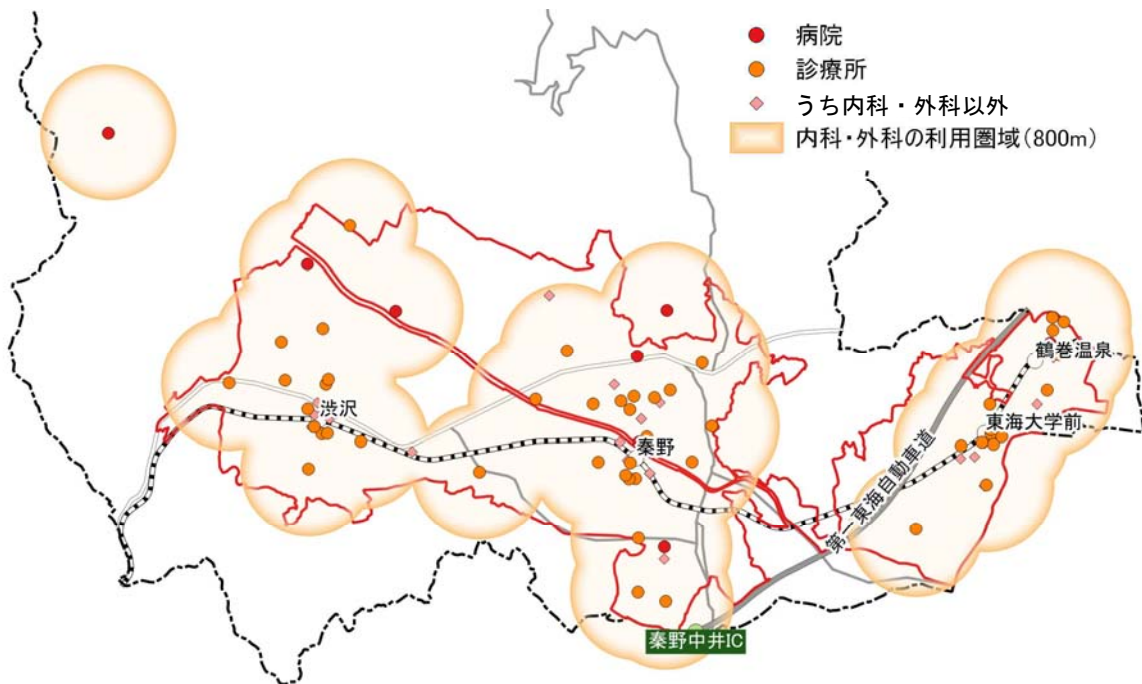 病院
診療所
うち内科・外科以外
内科・外科の利用圏域(800m)
鶴巻温泉
渋沢
東海大学前
秦野
第一東海自動車道
秦野中井IC